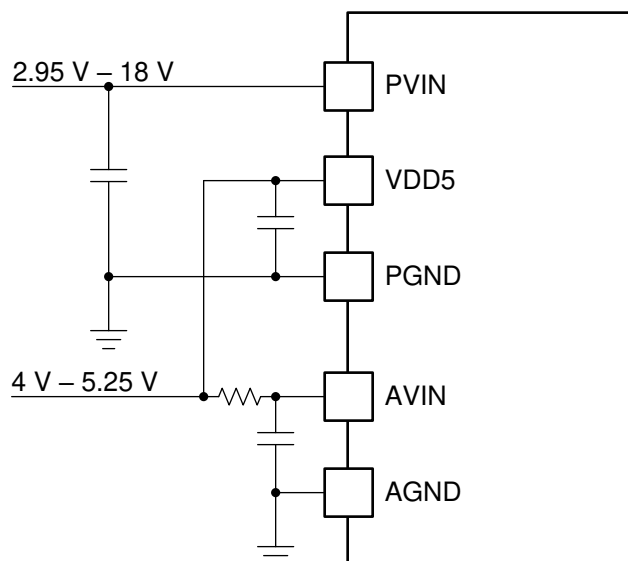 2.95 V – 18 V
PVIN
VDD5
PGND
4 V – 5.25 V
AVIN
AGND